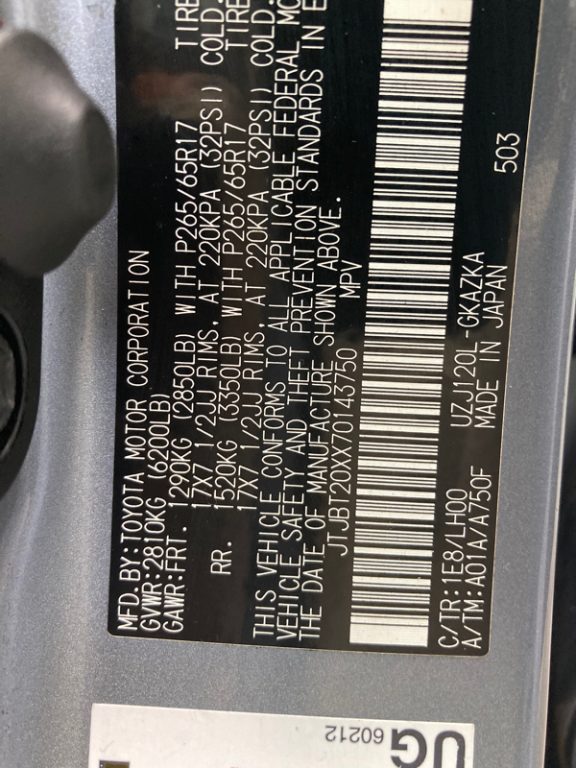 MFD. BY:TOYOTA MOTOR CORPORATION
GVWR:2810KG (6200LB)
GAWR:FRT. 1290KG (2850LB) WITH P265/65R17 TIRE
17X7 1/2JJ RIMS, AT 220KPA (32PSI) COLD.
RR. 1520KG (3350LB) WITH P265/65R17 TIRE
17X7 1/2JJ RIMS, AT 220KPA (32PSI) COLD.
THIS VEHICLE CONFORMS TO ALL APPLICABLE FEDERAL MO
VEHICLE SAFETY AND THEFT PREVENTION STANDARDS IN E
THE DATE OF MANUFACTURE SHOWN ABOVE.
JTJBT20XX70143750 MPV
C/TR:1E8/LH00 UZJ120L-GKAZKA
A/TM:A01A/A750F MADE IN JAPAN 503
UG
60212